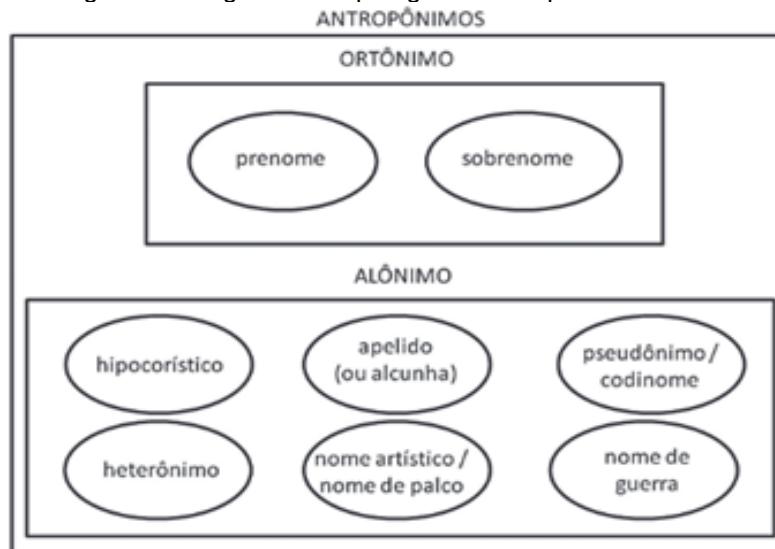 ANTROPÔNIMOS
ORTÔNIMO
prenome
sobrenome
ALÔNIMO
hipocorístico
apelido
(ou alcunha)
pseudônimo /
codinome
heterônimo
nome artístico /
nome de palco
nome de
guerra